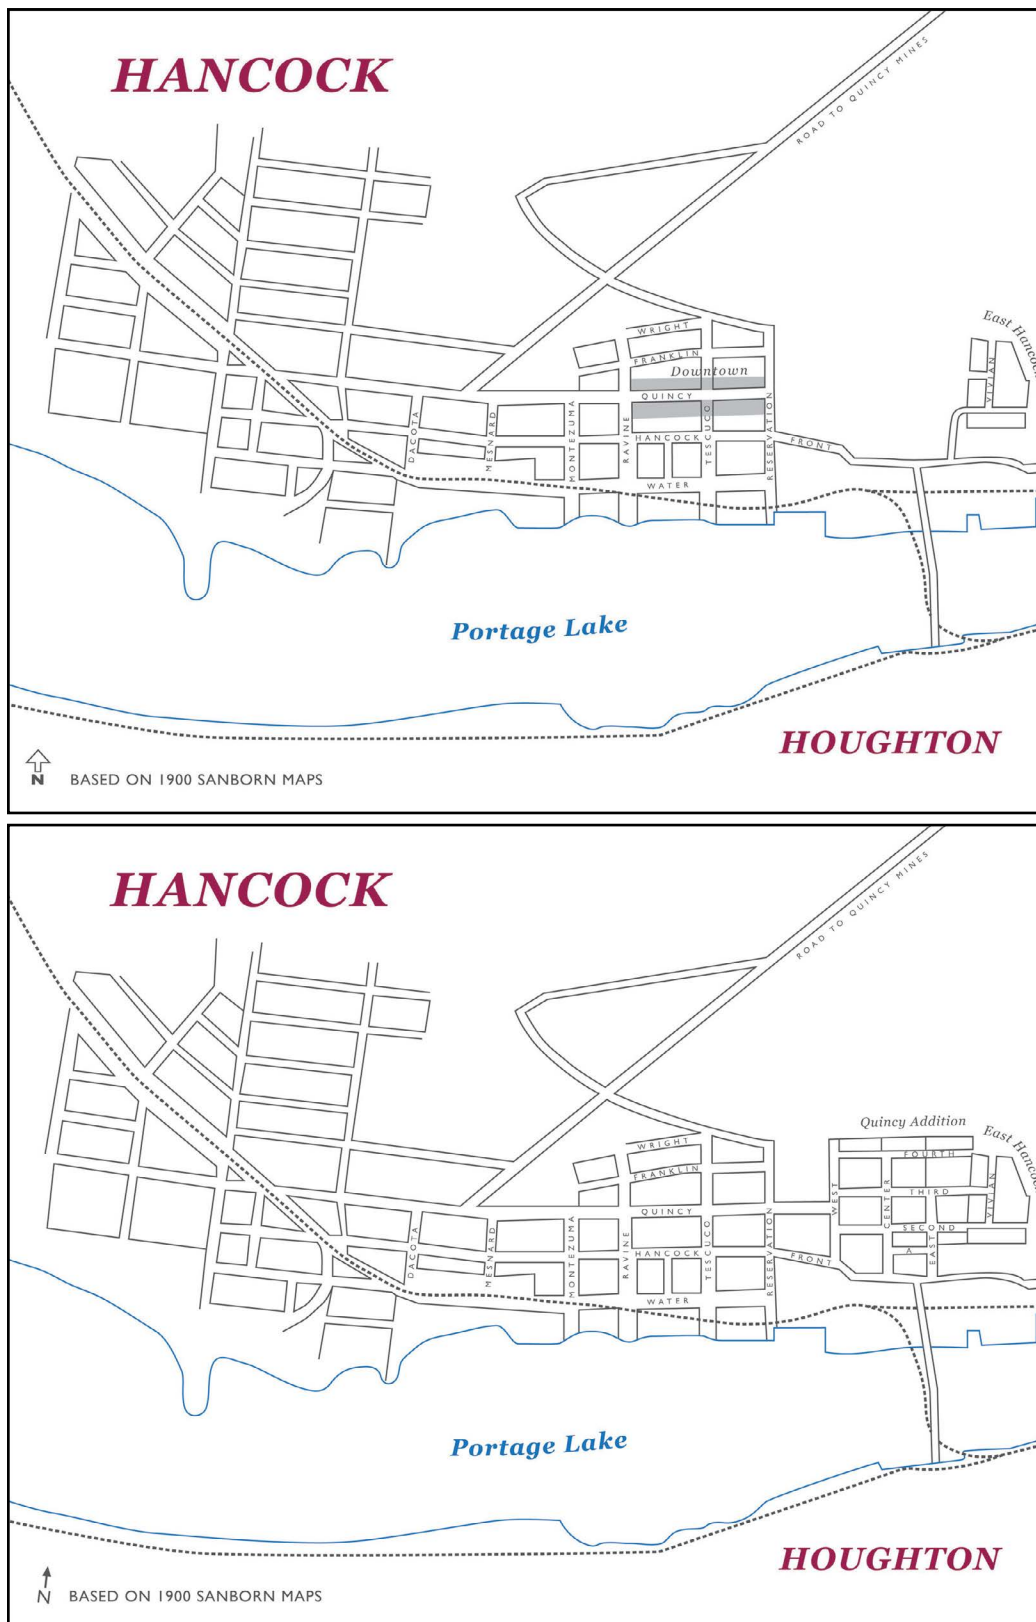 HANCOCK
ROAD TO QUINCY MINES
East Hancock
WRIGHT
FRANKLIN
Downtown
VIVIAN
QUINCY
DACOTA
MESNARD
MONTEZUMA
RAVINE
HANCOCK
TESCUCO
RESERVATION
FRONT
WATER
Portage Lake
HOUGHTON
N
BASED ON 1900 SANBORN MAPS
HANCOCK
ROAD TO QUINCY MINES
Quincy Addition
East Hancock
WRIGHT
FOURTH
FRANKLIN
WEST
CENTER
THIRD
VIVIAN
QUINCY
SECOND
DACOTA
MESNARD
MONTEZUMA
RAVINE
HANCOCK
TESCUCO
RESERVATION
FRONT
A
EAST
WATER
Portage Lake
HOUGHTON
N
BASED ON 1900 SANBORN MAPS